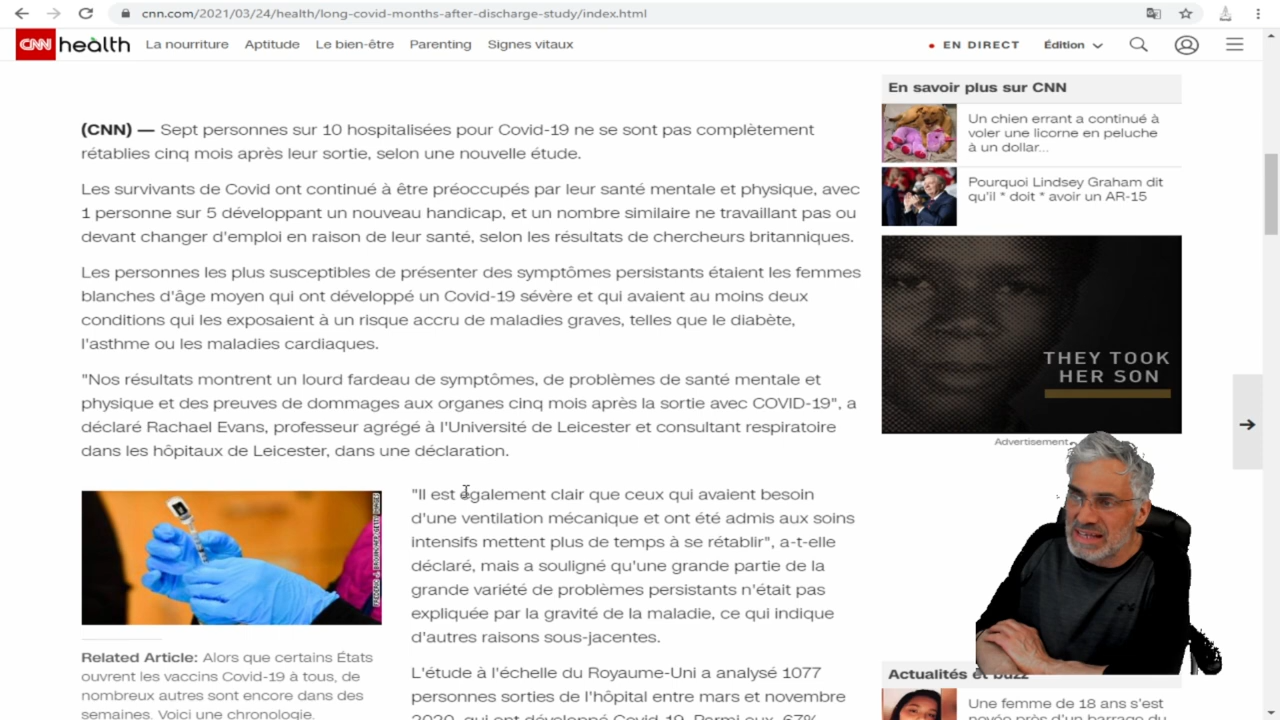 cnn.com/2021/03/24/health/long-covid-months-after-discharge-study/index.html
CNN health La nourriture Aptitude Le bien-être Parenting Signes vitaux EN DIRECT Édition
(CNN) — Sept personnes sur 10 hospitalisées pour Covid-19 ne se sont pas complètement
rétablies cinq mois après leur sortie, selon une nouvelle étude.
Les survivants de Covid ont continué à être préoccupés par leur santé mentale et physique, avec
1 personne sur 5 développant un nouveau handicap, et un nombre similaire ne travaillant pas ou
devant changer d'emploi en raison de leur santé, selon les résultats de chercheurs britanniques.
Les personnes les plus susceptibles de présenter des symptômes persistants étaient les femmes
blanches d'âge moyen qui ont développé un Covid-19 sévère et qui avaient au moins deux
conditions qui les exposaient à un risque accru de maladies graves, telles que le diabète,
l'asthme ou les maladies cardiaques.
"Nos résultats montrent un lourd fardeau de symptômes, de problèmes de santé mentale et
physique et des preuves de dommages aux organes cinq mois après la sortie avec COVID-19", a
déclaré Rachael Evans, professeur agrégé à l'Université de Leicester et consultant respiratoire
dans les hôpitaux de Leicester, dans une déclaration.
"Il est également clair que ceux qui avaient besoin
d'une ventilation mécanique et ont été admis aux soins
intensifs mettent plus de temps à se rétablir", a-t-elle
déclaré, mais a souligné qu'une grande partie de la
grande variété de problèmes persistants n'était pas
expliquée par la gravité de la maladie, ce qui indique
d'autres raisons sous-jacentes.
L'étude à l'échelle du Royaume-Uni a analysé 1077
personnes sorties de l'hôpital entre mars et novembre
2020, qui ont développé Covid-19. Parmi eux, 67%
Related Article: Alors que certains États
ouvrent les vaccins Covid-19 à tous, de
nombreux autres sont encore dans des
semaines. Voici une chronologie.
En savoir plus sur CNN
Un chien errant a continué à
voler une licorne en peluche
à un dollar...
Pourquoi Lindsey Graham dit
qu'il * doit * avoir un AR-15
THEY TOOK
HER SON
Advertisement
Actualités et buzz
Une femme de 18 ans s'est
noyée près d'un barrage du